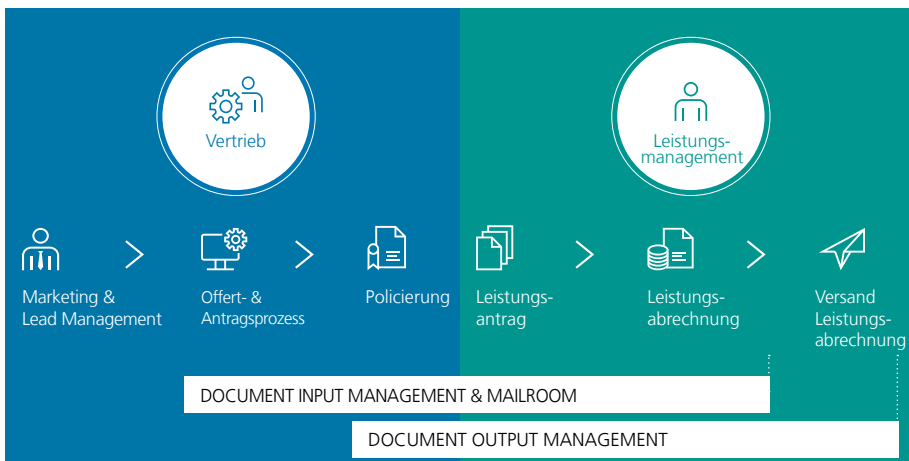 Vertrieb
Leistungs-
management
Marketing &
Lead Management
Offert- &
Antragsprozess
Policierung
Leistungs-
antrag
Leistungs-
abrechnung
Versand
Leistungs-
abrechnung
DOCUMENT INPUT MANAGEMENT & MAILROOM
DOCUMENT OUTPUT MANAGEMENT